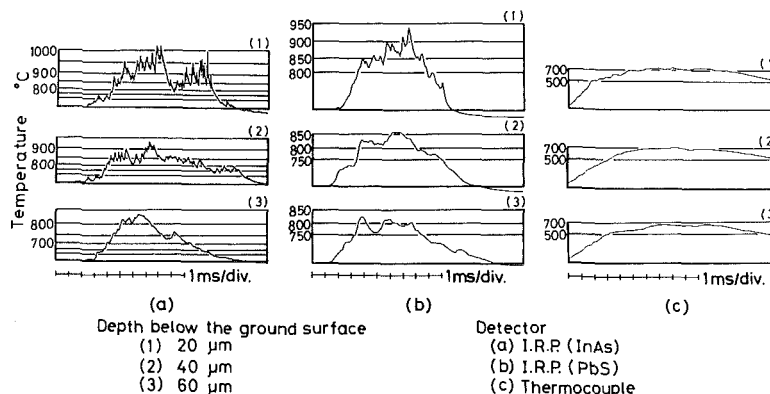 (1)
1000
900
800
(2)
900
800
(3)
800
700
Temperature °C
1ms/div.
(a)
(1)
950
900
850
800
(2)
850
800
750
(3)
850
800
750
1ms/div.
(b)
700
500
700
500
700
500
1ms/div.
(c)
Depth below the ground surface
(1) 20 µm
(2) 40 µm
(3) 60 µm
Detector
(a) I.R.P. (InAs)
(b) I.R.P. (PbS)
(c) Thermocouple